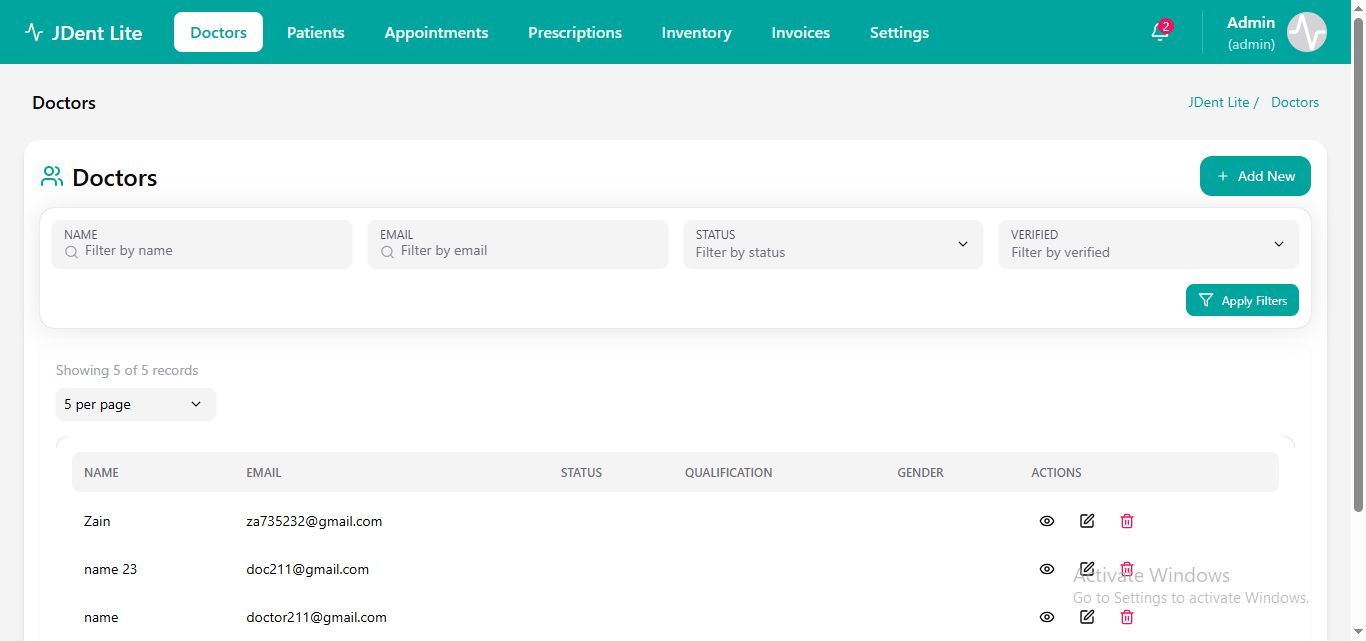 JDent Lite Doctors Patients Appointments Prescriptions Inventory Invoices Settings 2 Admin
(admin)
Doctors JDent Lite / Doctors
Doctors + Add New
NAME EMAIL STATUS VERIFIED
Filter by name Filter by email Filter by status Filter by verified
Apply Filters
Showing 5 of 5 records
5 per page
NAME EMAIL STATUS QUALIFICATION GENDER ACTIONS
Zain za735232@gmail.com
name 23 doc211@gmail.com
Activate Windows
Go to Settings to activate Windows.
name doctor211@gmail.com